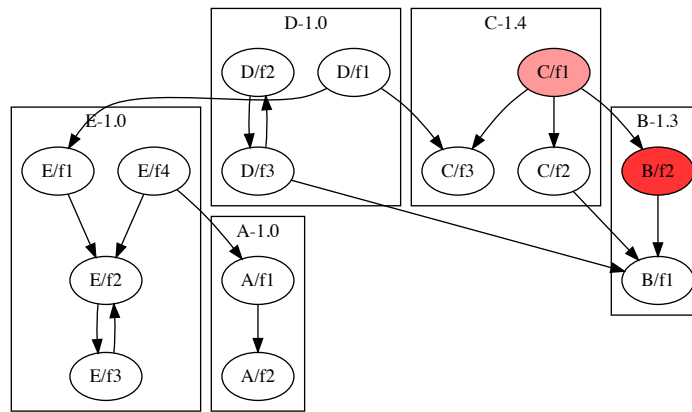 D-1.0 C-1.4
D/f2 D/f1 C/f1
E-1.0 B-1.3
E/f1 E/f4 D/f3 C/f3 C/f2 B/f2
A-1.0
E/f2 A/f1 B/f1
E/f3 A/f2